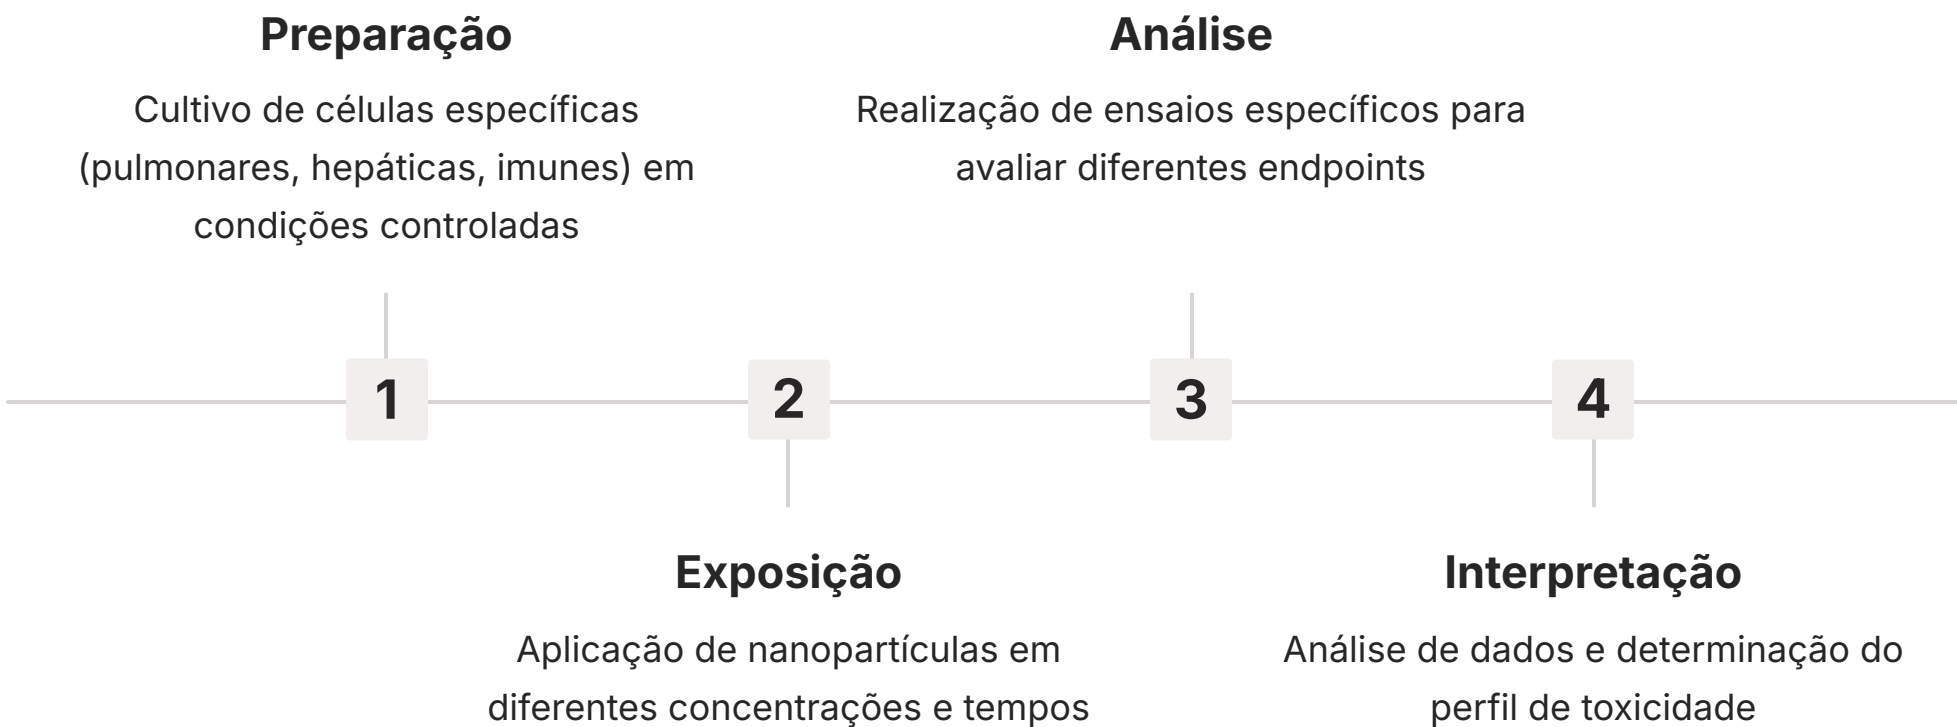 Preparação
Cultivo de células específicas
(pulmonares, hepáticas, imunes) em
condições controladas
Análise
Realização de ensaios específicos para
avaliar diferentes endpoints
1
2
3
4
Exposição
Aplicação de nanopartículas em
diferentes concentrações e tempos
Interpretação
Análise de dados e determinação do
perfil de toxicidade